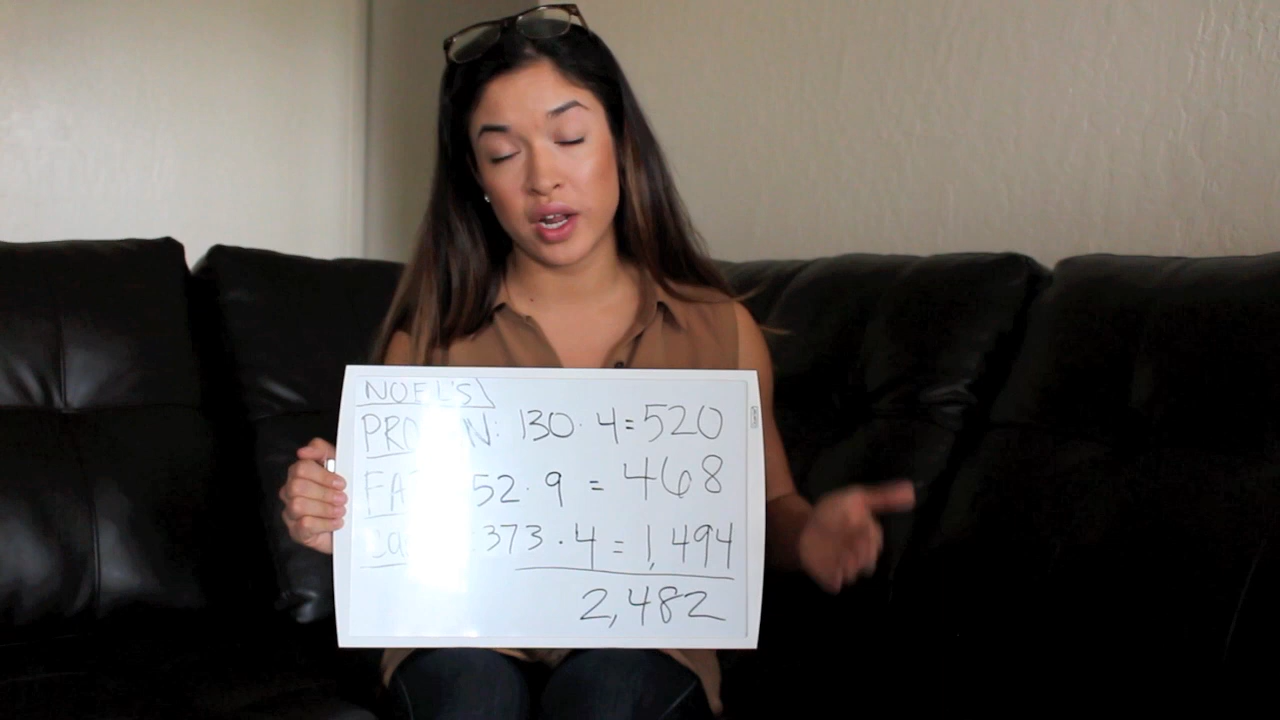 NOEL'S
130 · 4 = 520
52 · 9 = 468
373 · 4 = 1,494
2,482